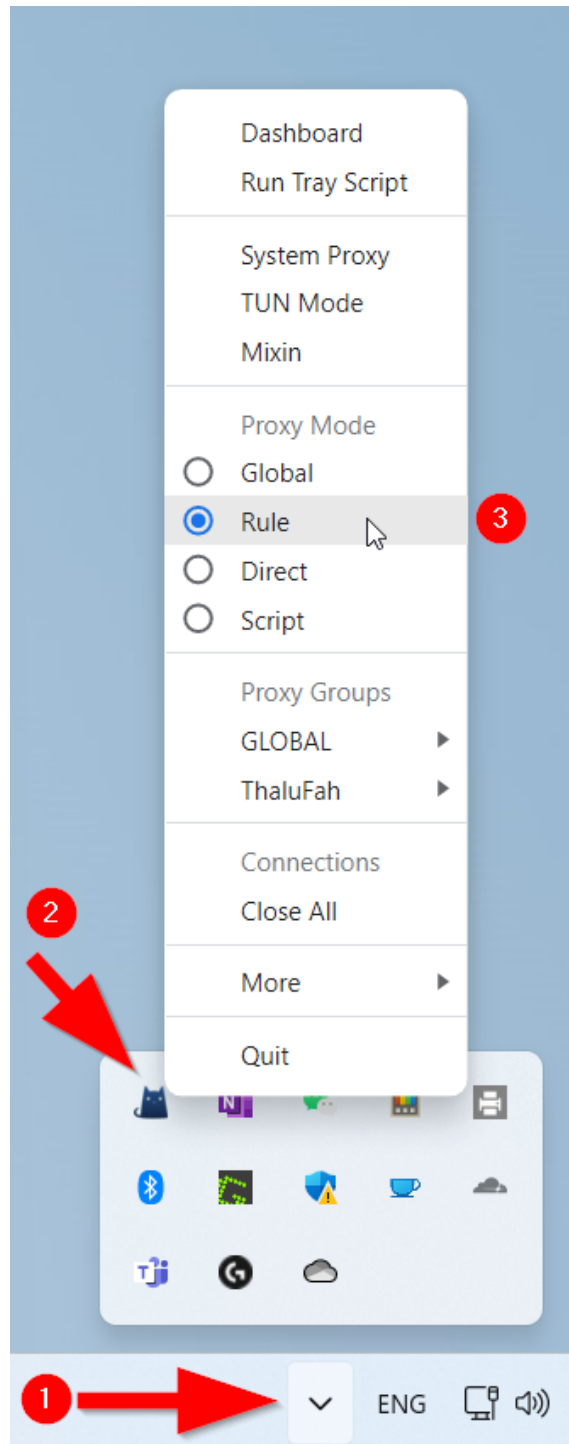 Dashboard
Run Tray Script
System Proxy
TUN Mode
Mixin
Proxy Mode
Global
Rule
3
Direct
Script
Proxy Groups
GLOBAL
ThaluFah
Connections
Close All
2
More
Quit
N
T
G
1
ENG